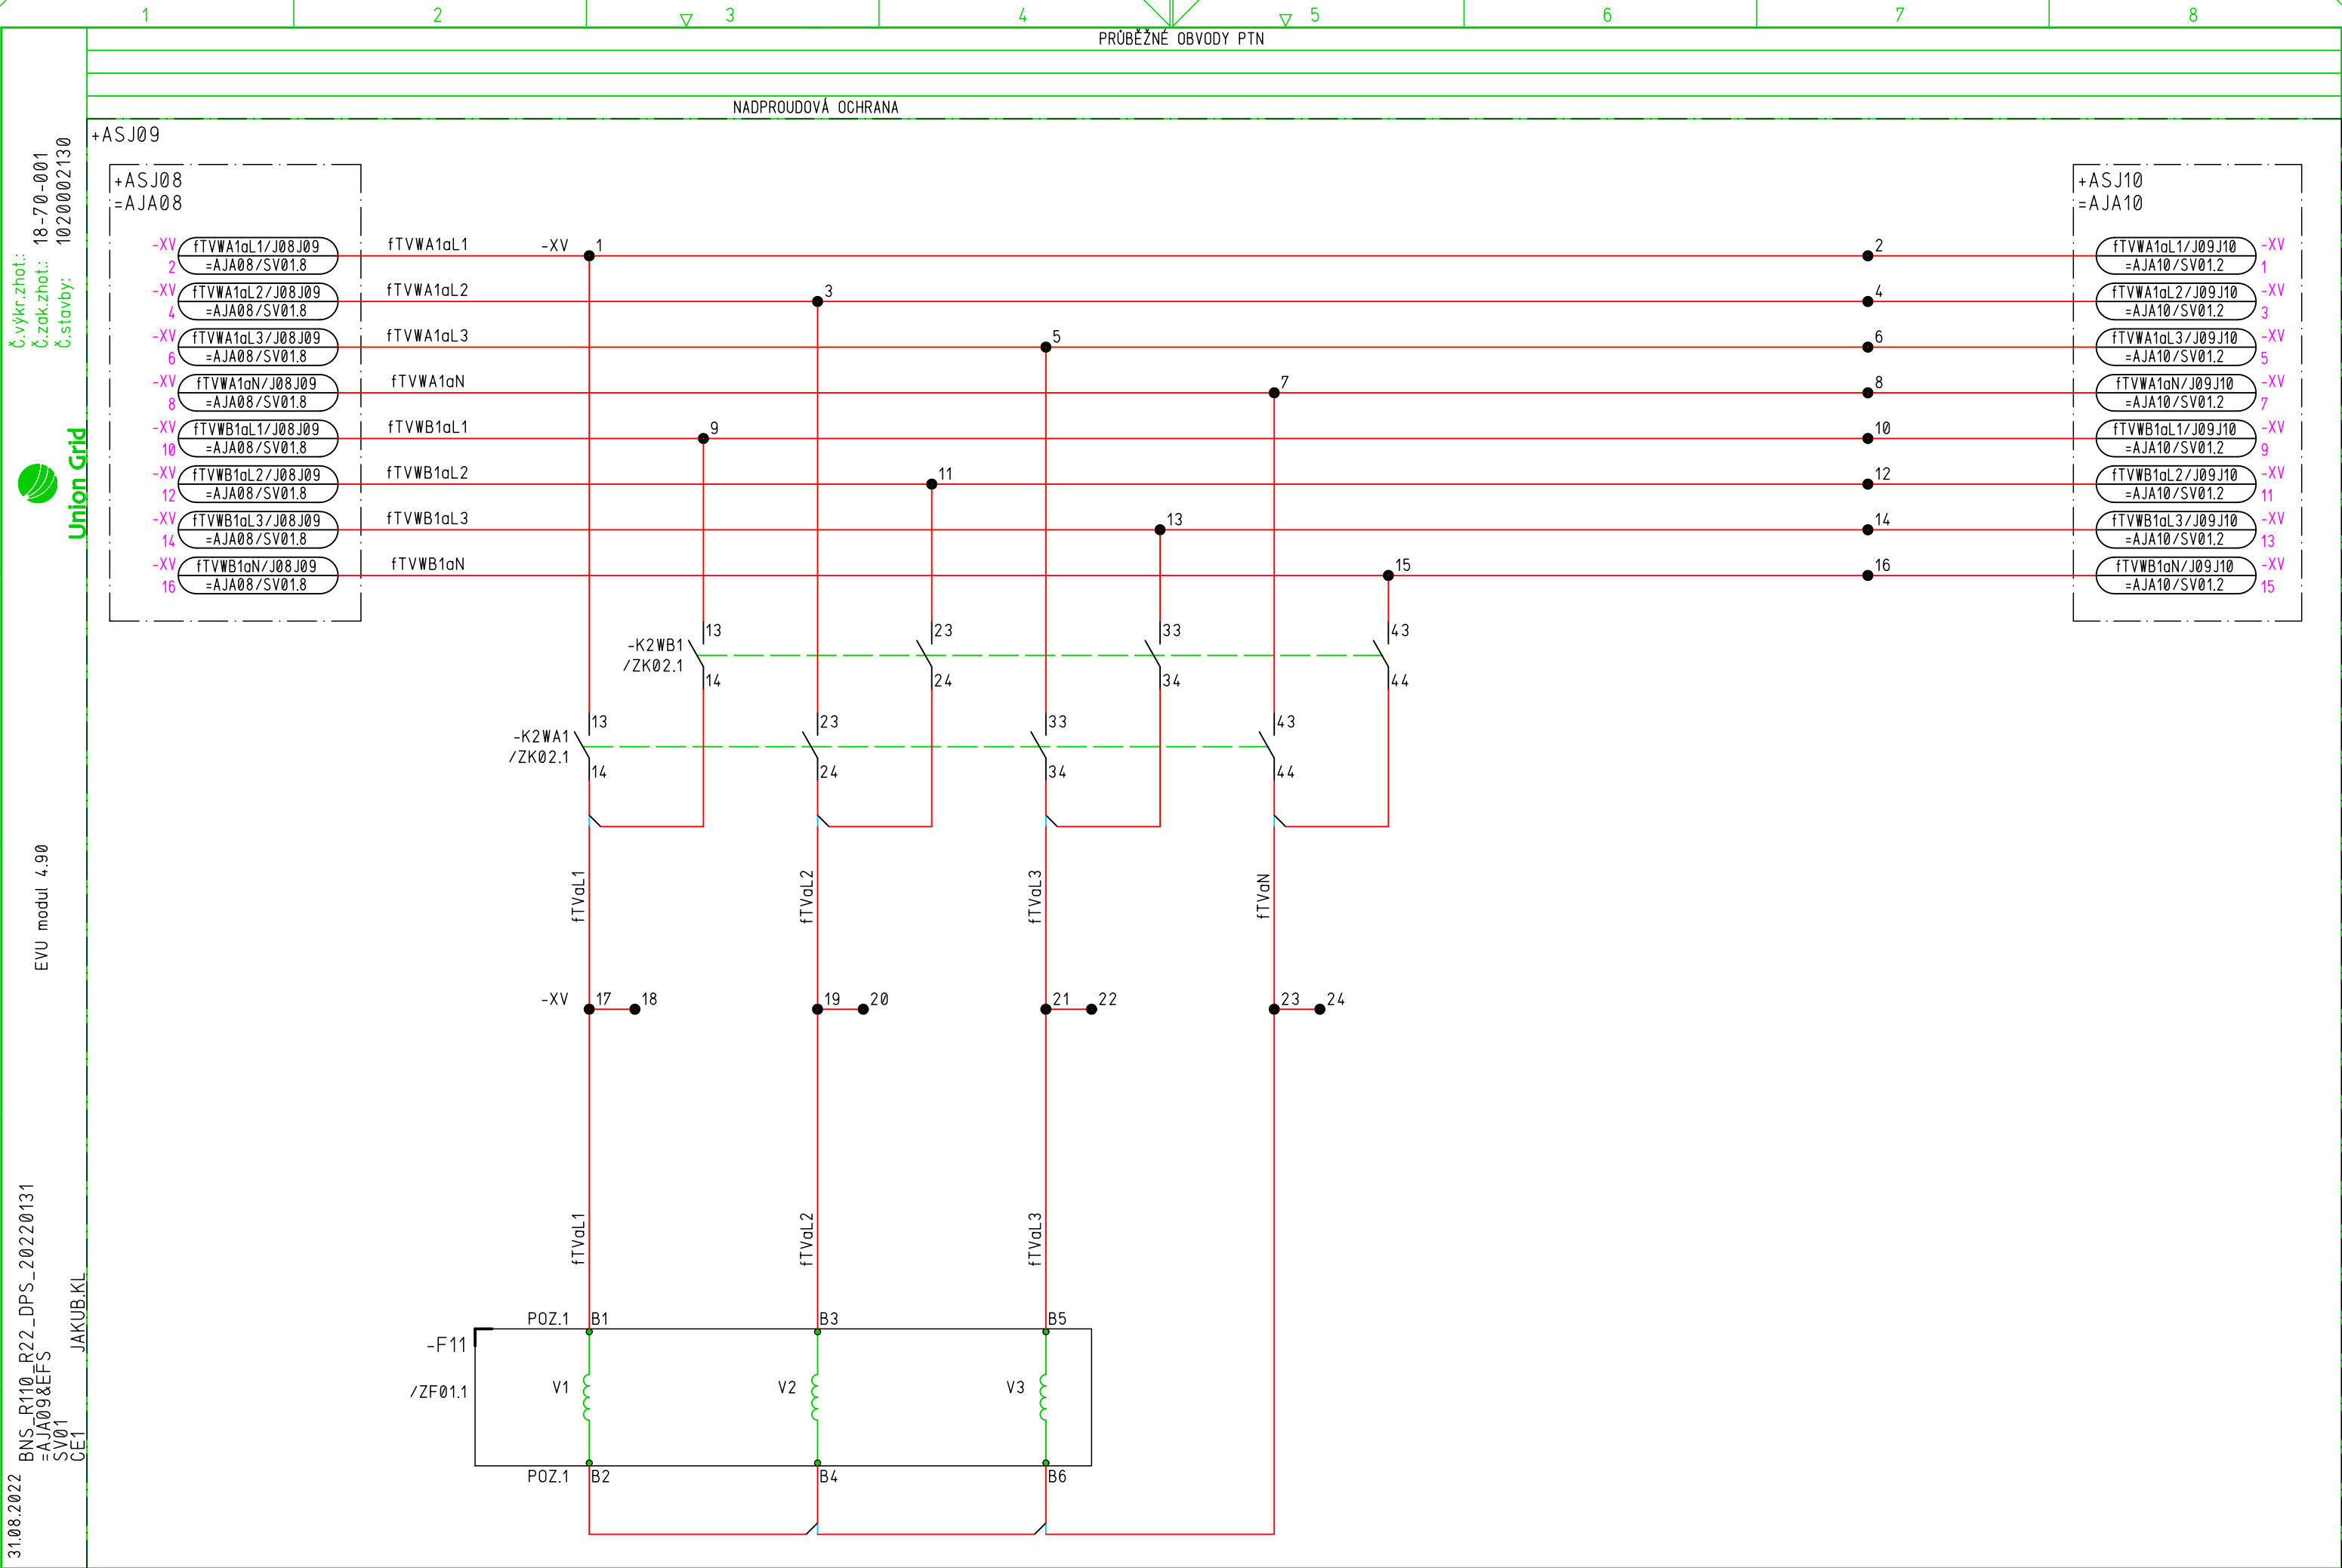 1 2 3 4 5 6 7 8
PRŮBĚŽNÉ OBVODY PTN
NADPROUDOVÁ OCHRANA
+ASJ09
+ASJ08
=AJA08
+ASJ10
=AJA10
-XV fTVWA1aL1/J08J09 fTVWA1aL1 -XV 1 2 fTVWA1aL1/J09J10 -XV
2 =AJA08/SV01.8 =AJA10/SV01.2 1
-XV fTVWA1aL2/J08J09 fTVWA1aL2 3 4 fTVWA1aL2/J09J10 -XV
4 =AJA08/SV01.8 =AJA10/SV01.2 3
-XV fTVWA1aL3/J08J09 fTVWA1aL3 5 6 fTVWA1aL3/J09J10 -XV
6 =AJA08/SV01.8 =AJA10/SV01.2 5
-XV fTVWA1aN/J08J09 fTVWA1aN 7 8 fTVWA1aN/J09J10 -XV
8 =AJA08/SV01.8 =AJA10/SV01.2 7
-XV fTVWB1aL1/J08J09 fTVWB1aL1 9 10 fTVWB1aL1/J09J10 -XV
10 =AJA08/SV01.8 =AJA10/SV01.2 9
-XV fTVWB1aL2/J08J09 fTVWB1aL2 11 12 fTVWB1aL2/J09J10 -XV
12 =AJA08/SV01.8 =AJA10/SV01.2 11
-XV fTVWB1aL3/J08J09 fTVWB1aL3 13 14 fTVWB1aL3/J09J10 -XV
14 =AJA08/SV01.8 =AJA10/SV01.2 13
-XV fTVWB1aN/J08J09 fTVWB1aN 15 16 fTVWB1aN/J09J10 -XV
16 =AJA08/SV01.8 =AJA10/SV01.2 15
13 23 33 43
-K2WB1
/ZK02.1
14 24 34 44
13 23 33 43
-K2WA1
/ZK02.1
14 24 34 44
fTVaL1 fTVaL2 fTVaL3 fTVaN
-XV 17 18 19 20 21 22 23 24
fTVaL1 fTVaL2 fTVaL3
POZ.1 B1 B3 B5
-F11
/ZF01.1
V1 V2 V3
POZ.1 B2 B4 B6
Č.výkr.zhot.:
Č.zak.zhot.: 18-70-001
Č.stavby: 1020002130
Union Grid
EVU modul 4.90
BNS_R110_R22_DPS_20220131
=AJA09&EFS
SV01
CE1 JAKUB.KL
31.08.2022